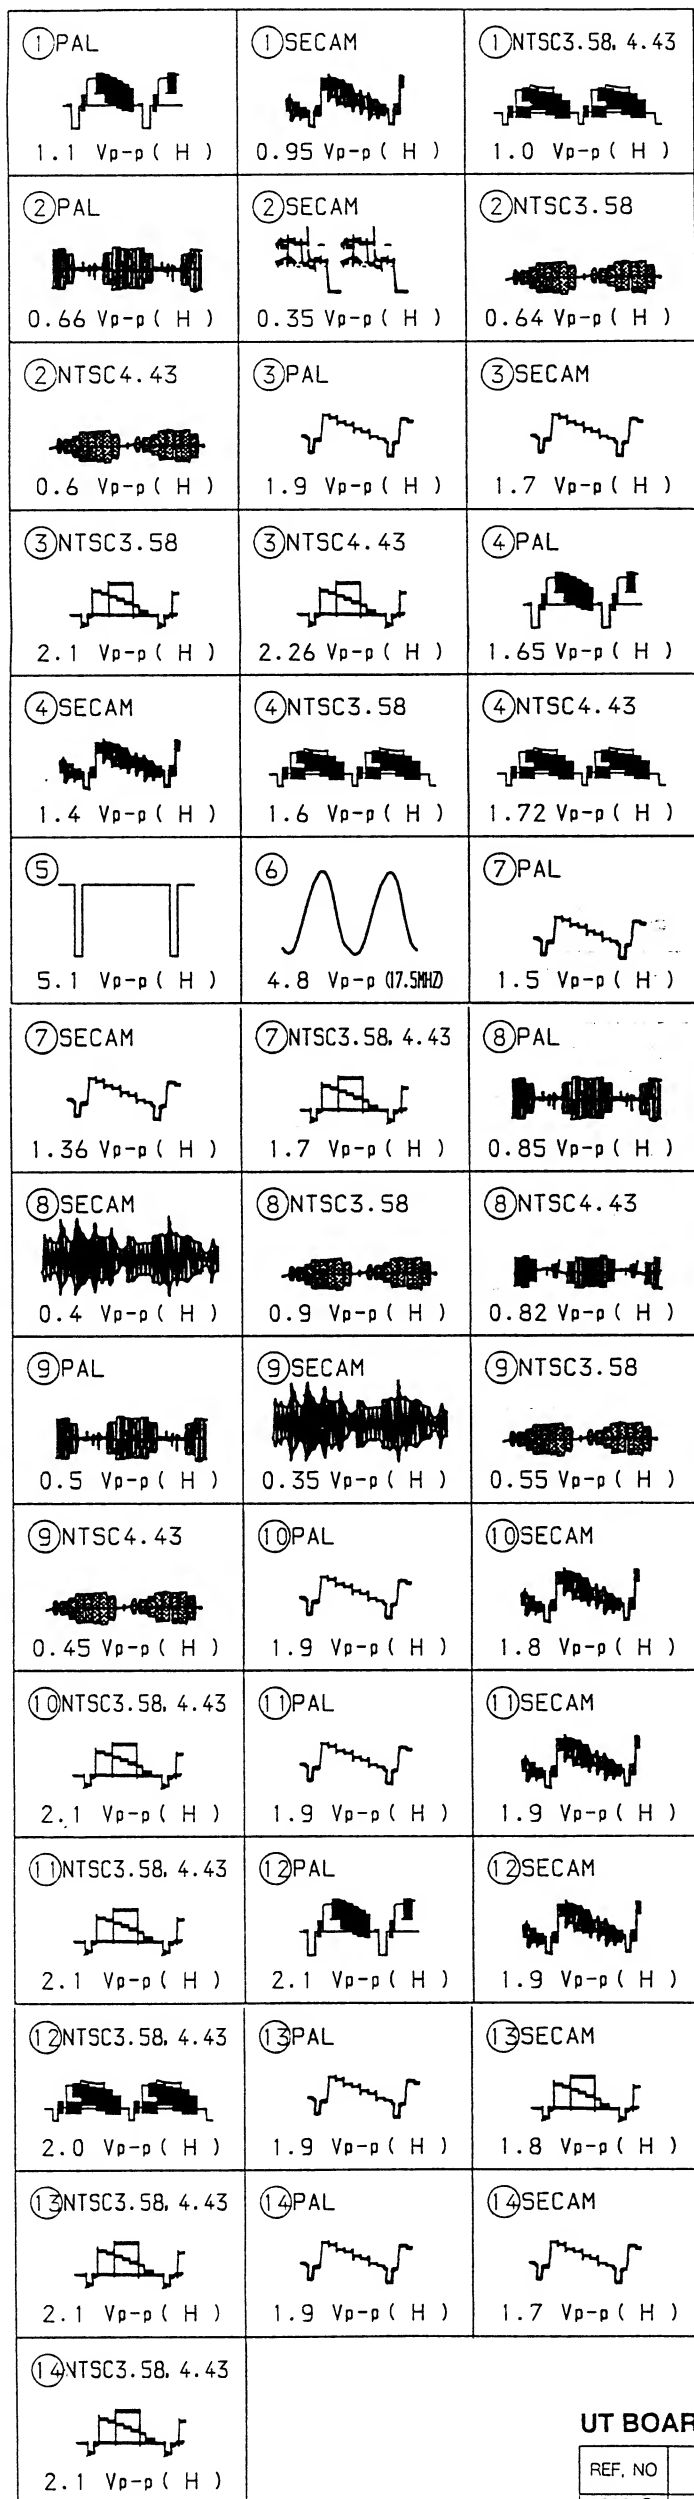 ①PAL
1.1 Vp-p ( H )
①SECAM
0.95 Vp-p ( H )
①NTSC3.58, 4.43
1.0 Vp-p ( H )
②PAL
0.66 Vp-p ( H )
②SECAM
0.35 Vp-p ( H )
②NTSC3.58
0.64 Vp-p ( H )
②NTSC4.43
0.6 Vp-p ( H )
③PAL
1.9 Vp-p ( H )
③SECAM
1.7 Vp-p ( H )
③NTSC3.58
2.1 Vp-p ( H )
③NTSC4.43
2.26 Vp-p ( H )
④PAL
1.65 Vp-p ( H )
④SECAM
1.4 Vp-p ( H )
④NTSC3.58
1.6 Vp-p ( H )
④NTSC4.43
1.72 Vp-p ( H )
⑤
5.1 Vp-p ( H )
⑥
4.8 Vp-p (17.5MHZ)
⑦PAL
1.5 Vp-p ( H )
⑦SECAM
1.36 Vp-p ( H )
⑦NTSC3.58, 4.43
1.7 Vp-p ( H )
⑧PAL
0.85 Vp-p ( H )
⑧SECAM
0.4 Vp-p ( H )
⑧NTSC3.58
0.9 Vp-p ( H )
⑧NTSC4.43
0.82 Vp-p ( H )
⑨PAL
0.5 Vp-p ( H )
⑨SECAM
0.35 Vp-p ( H )
⑨NTSC3.58
0.55 Vp-p ( H )
⑨NTSC4.43
0.45 Vp-p ( H )
⑩PAL
1.9 Vp-p ( H )
⑩SECAM
1.8 Vp-p ( H )
⑩NTSC3.58, 4.43
2.1 Vp-p ( H )
⑪PAL
1.9 Vp-p ( H )
⑪SECAM
1.9 Vp-p ( H )
⑪NTSC3.58, 4.43
2.1 Vp-p ( H )
⑫PAL
2.1 Vp-p ( H )
⑫SECAM
1.9 Vp-p ( H )
⑫NTSC3.58, 4.43
2.0 Vp-p ( H )
⑬PAL
1.9 Vp-p ( H )
⑬SECAM
1.8 Vp-p ( H )
⑬NTSC3.58, 4.43
2.1 Vp-p ( H )
⑭PAL
1.9 Vp-p ( H )
⑭SECAM
1.7 Vp-p ( H )
⑭NTSC3.58, 4.43
2.1 Vp-p ( H )
UT BOAR
REF. NO